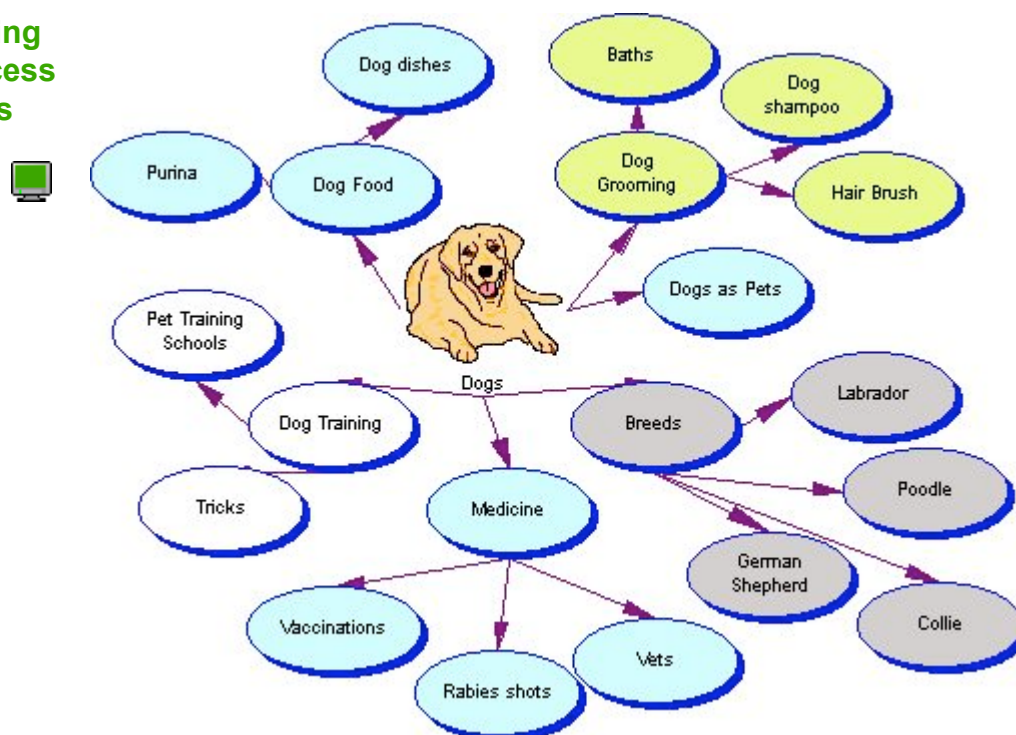 ing
cess
s
Dog dishes
Baths
Dog
shampoo
Purina
Dog Food
Dog
Grooming
Hair Brush
Dogs as Pets
Pet Training
Schools
Dogs
Labrador
Dog Training
Breeds
Tricks
Medicine
Poodle
German
Shepherd
Vaccinations
Collie
Vets
Rabies shots